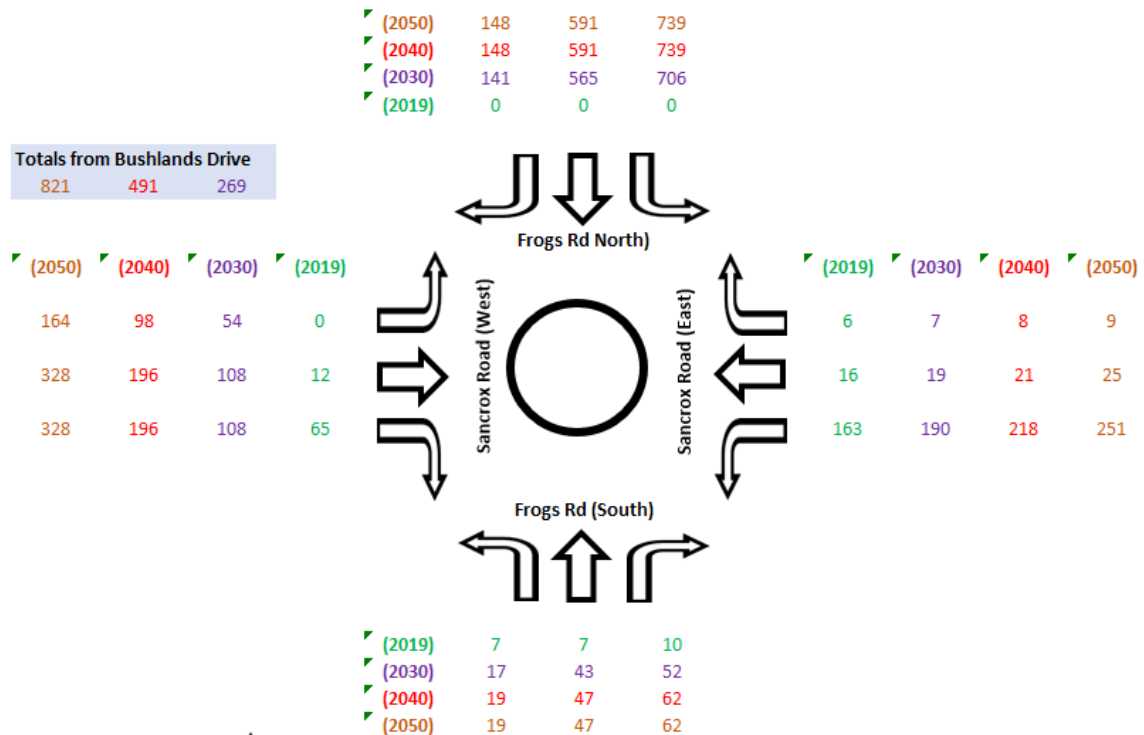 (2050) 148 591 739
(2040) 148 591 739
(2030) 141 565 706
(2019) 0 0 0
Totals from Bushlands Drive
821 491 269
Frogs Rd North)
(2050) (2040) (2030) (2019)
164 98 54 0
328 196 108 12
328 196 108 65
Sancrox Road (West)
Sancrox Road (East)
(2019) (2030) (2040) (2050)
6 7 8 9
16 19 21 25
163 190 218 251
Frogs Rd (South)
(2019) 7 7 10
(2030) 17 43 52
(2040) 19 47 62
(2050) 19 47 62